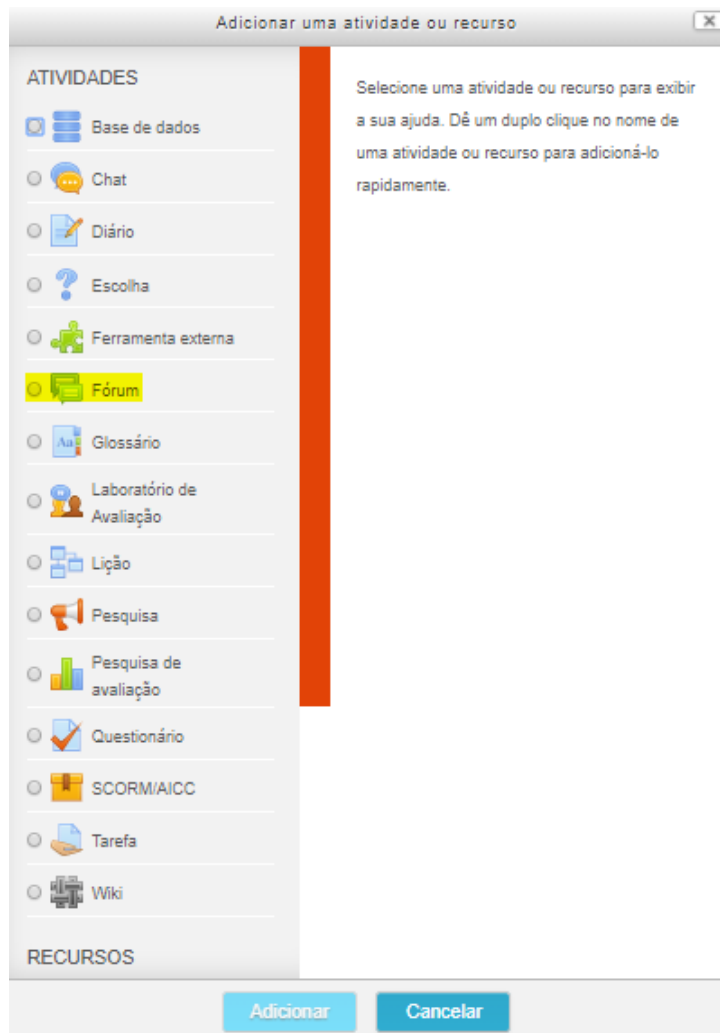 Adicionar uma atividade ou recurso
ATIVIDADES
Base de dados
Chat
Diário
Escolha
Ferramenta externa
Fórum
Aa
Glossário
Laboratório de
Avaliação
Lição
Pesquisa
Pesquisa de
avaliação
Questionário
SCORM/AICC
Tarefa
Wiki
RECURSOS
Selecione uma atividade ou recurso para exibir
a sua ajuda. Dê um duplo clique no nome de
uma atividade ou recurso para adicioná-lo
rapidamente.
Adicionar
Cancelar